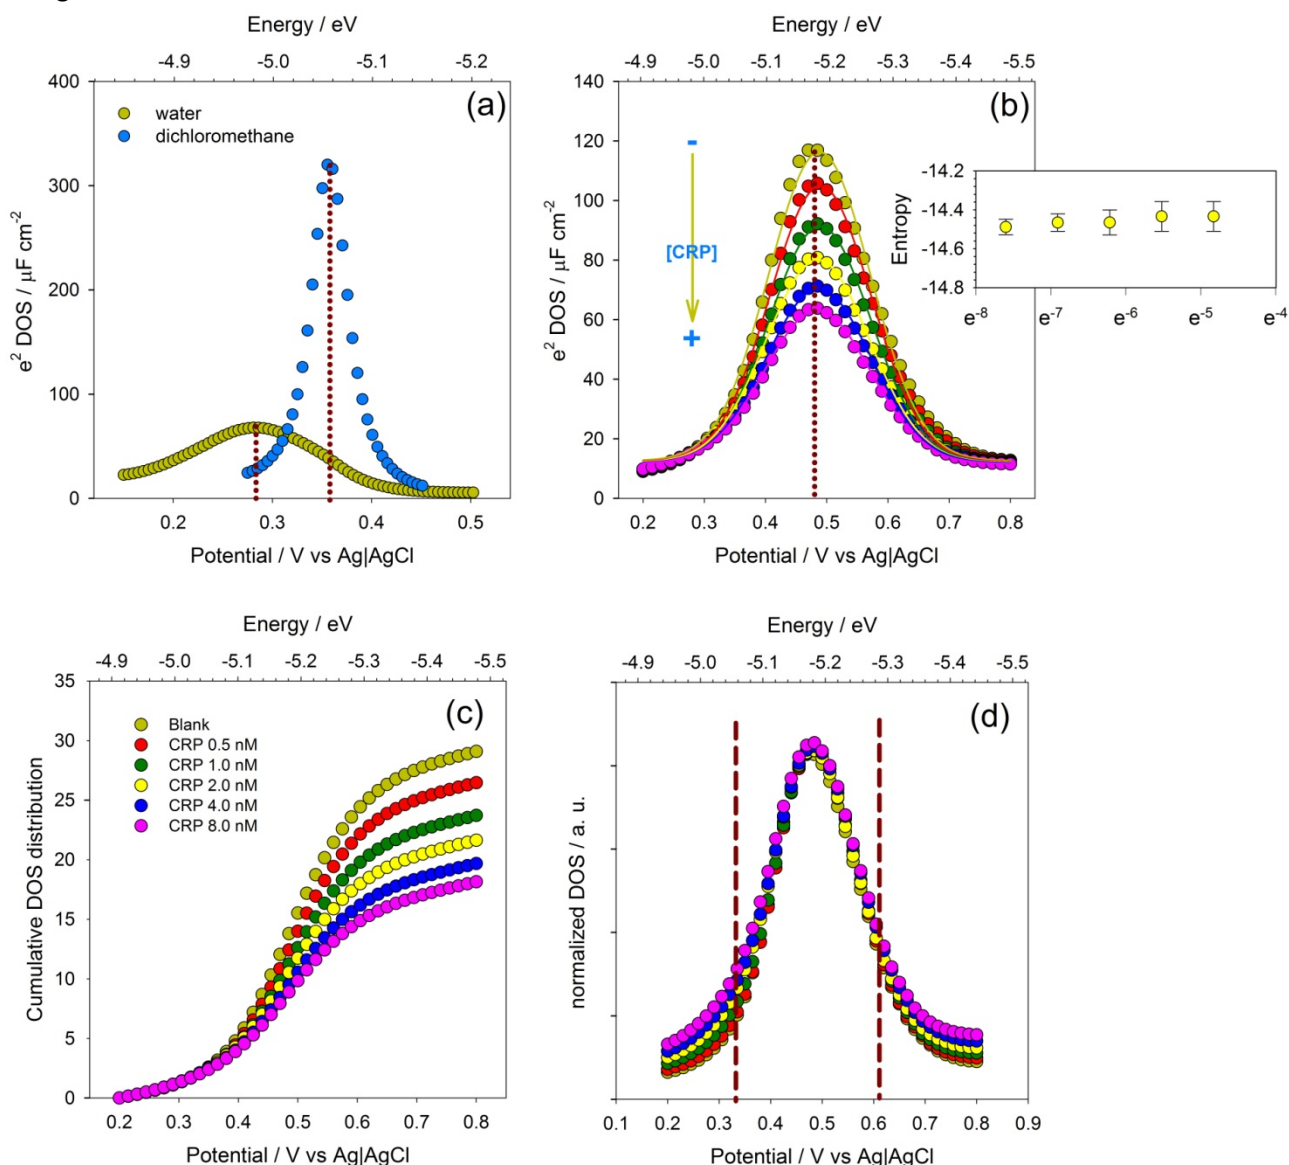 Energy / eV
-4.9 -5.0 -5.1 -5.2
400
300
200
100
0
e² DOS / μF cm⁻²
(a)
water
dichloromethane
0.2 0.3 0.4 0.5
Potential / V vs Ag|AgCl
Energy / eV
-4.9 -5.0 -5.1 -5.2 -5.3 -5.4 -5.5
140
120
100
80
60
40
20
0
e² DOS / μF cm⁻²
(b)
-
[CRP]
+
0.2 0.3 0.4 0.5 0.6 0.7 0.8
Potential / V vs Ag|AgCl
-14.2
-14.4
-14.6
-14.8
Entropy
e⁻⁸ e⁻⁷ e⁻⁶ e⁻⁵ e⁻⁴
Energy / eV
-4.9 -5.0 -5.1 -5.2 -5.3 -5.4 -5.5
35
30
25
20
15
10
5
0
Cumulative DOS distribution
(c)
Blank
CRP 0.5 nM
CRP 1.0 nM
CRP 2.0 nM
CRP 4.0 nM
CRP 8.0 nM
0.2 0.3 0.4 0.5 0.6 0.7 0.8
Potential / V vs Ag|AgCl
Energy / eV
-4.9 -5.0 -5.1 -5.2 -5.3 -5.4 -5.5
normalized DOS / a. u.
(d)
0.1 0.2 0.3 0.4 0.5 0.6 0.7 0.8 0.9
Potential / V vs Ag|AgCl